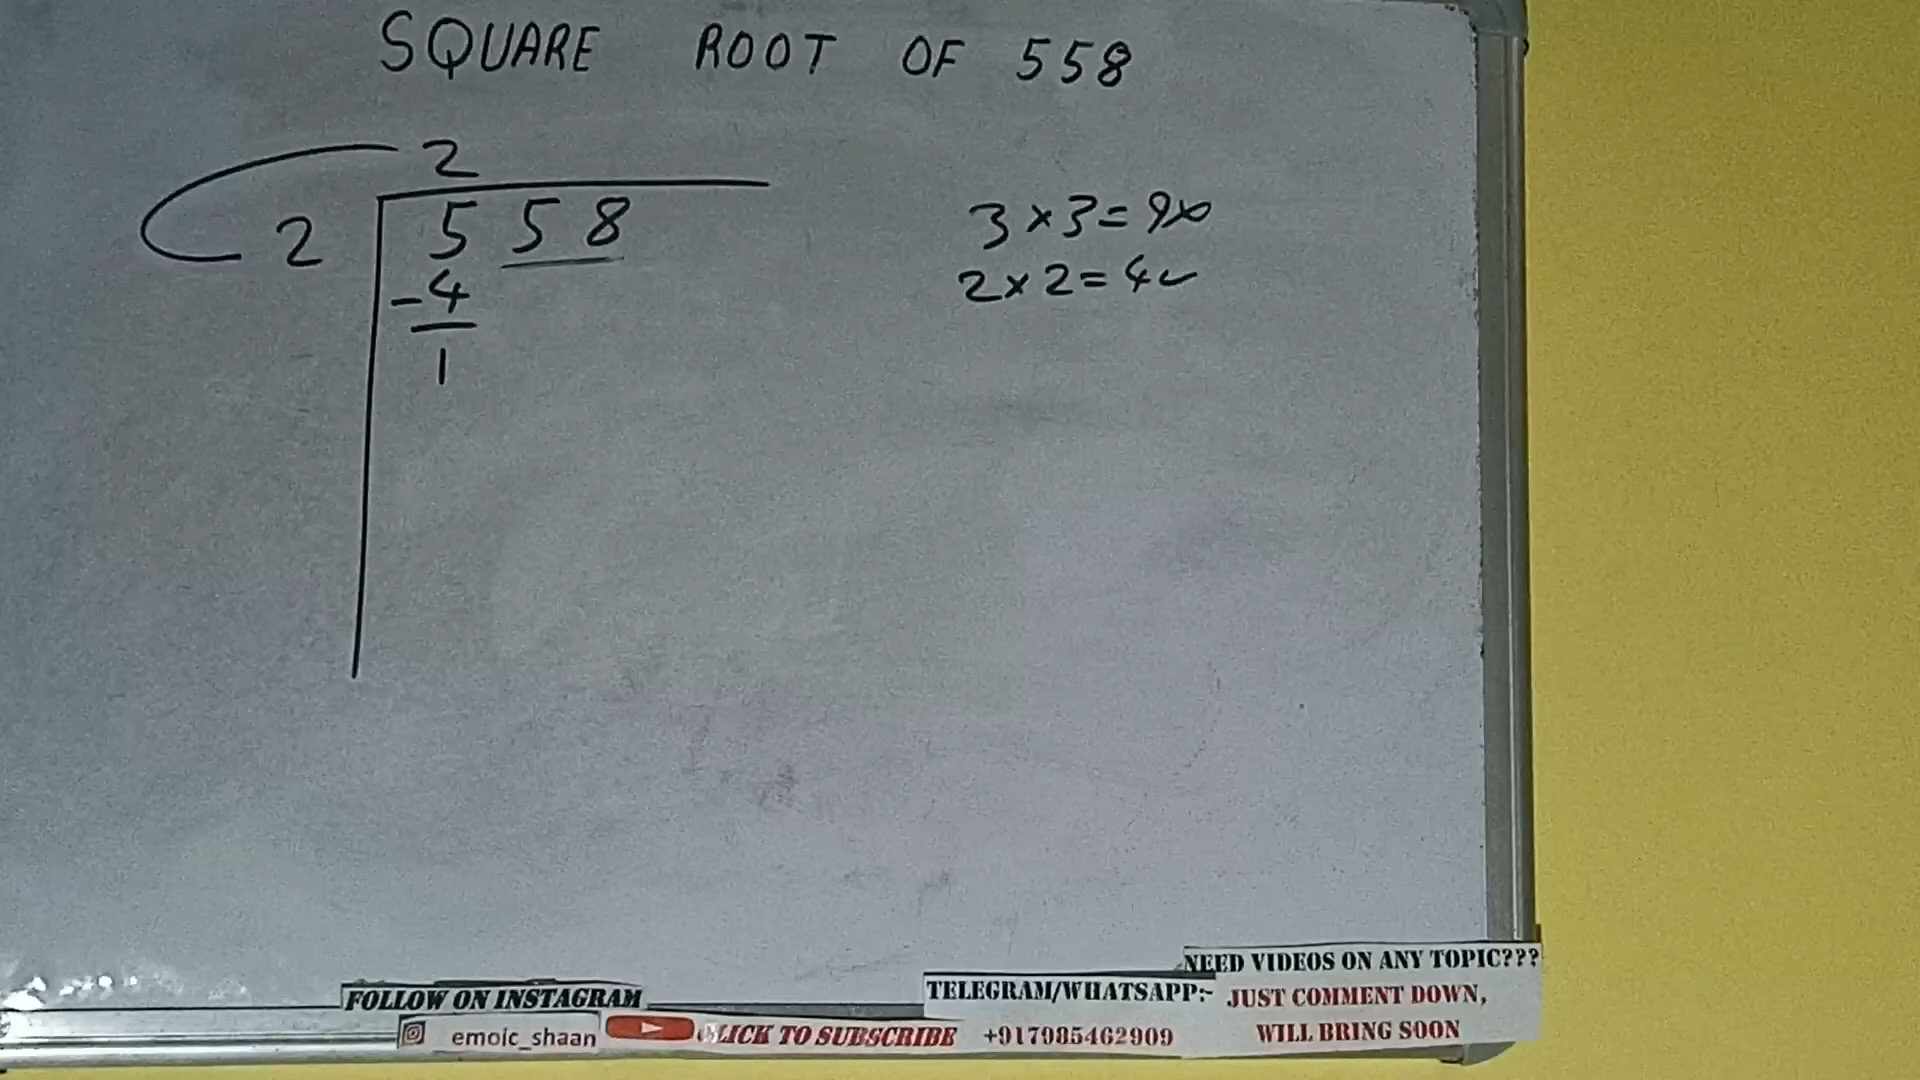 SQUARE ROOT OF 558
2
2 558
-4
1
3×3=9×
2×2=4✓
NEED VIDEOS ON ANY TOPIC???
JUST COMMENT DOWN,
WILL BRING SOON
TELEGRAM/WHATSAPP:-
+917985462909
FOLLOW ON INSTAGRAM
emoic_shaan
CLICK TO SUBSCRIBE